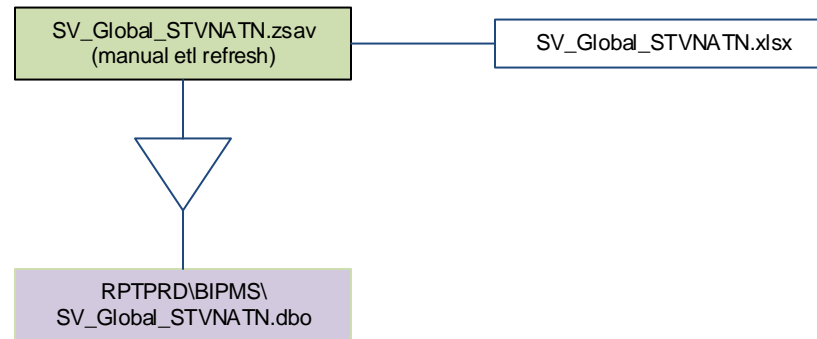 SV_Global_STVNATN.zsav
(manual etl refresh)
SV_Global_STVNATN.xlsx
RPTPRD\BIPMS\
SV_Global_STVNATN.dbo